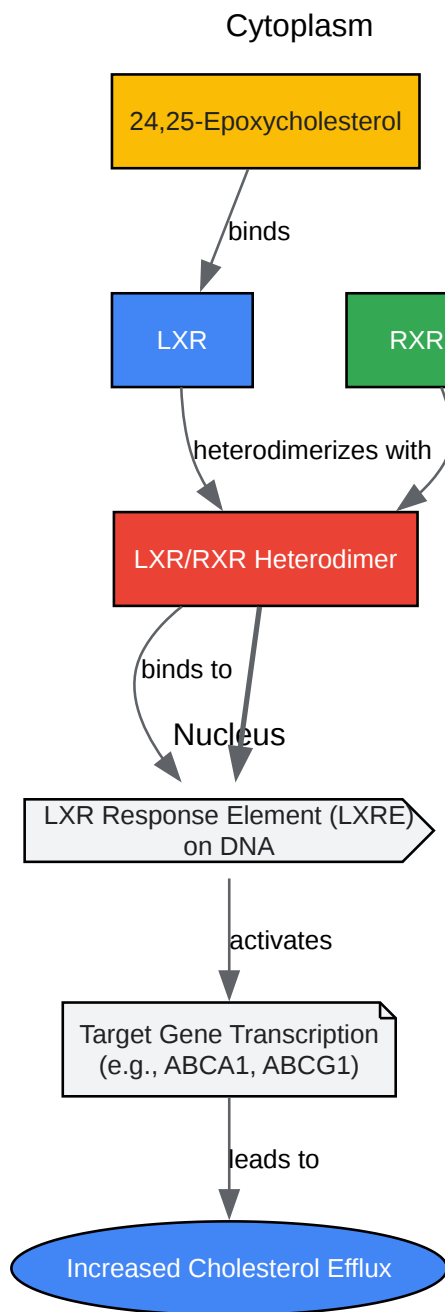 Cytoplasm
24,25-Epoxycholesterol
binds
LXR
RXR
heterodimerizes with
LXR/RXR Heterodimer
binds to
Nucleus
LXR Response Element (LXRE)
on DNA
activates
Target Gene Transcription
(e.g., ABCA1, ABCG1)
leads to
Increased Cholesterol Efflux